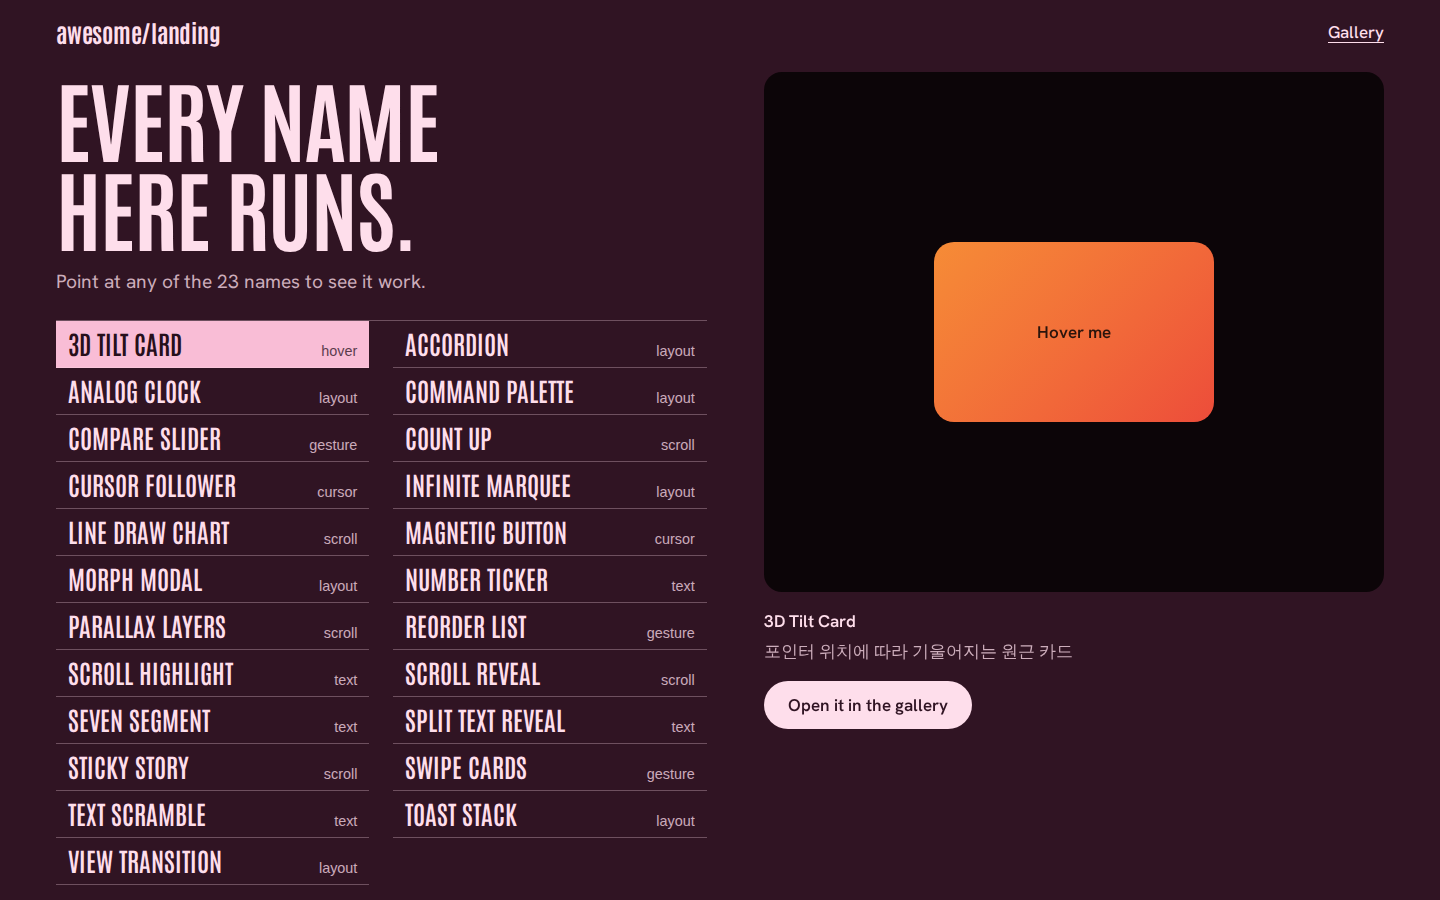 awesome/landing
Gallery
EVERY NAME
HERE RUNS.
Point at any of the 23 names to see it work.
3D TILT CARD hover
ACCORDION layout
ANALOG CLOCK layout
COMMAND PALETTE layout
COMPARE SLIDER gesture
COUNT UP scroll
CURSOR FOLLOWER cursor
INFINITE MARQUEE layout
LINE DRAW CHART scroll
MAGNETIC BUTTON cursor
MORPH MODAL layout
NUMBER TICKER text
PARALLAX LAYERS scroll
REORDER LIST gesture
SCROLL HIGHLIGHT text
SCROLL REVEAL scroll
SEVEN SEGMENT text
SPLIT TEXT REVEAL text
STICKY STORY scroll
SWIPE CARDS gesture
TEXT SCRAMBLE text
TOAST STACK layout
VIEW TRANSITION layout
Hover me
3D Tilt Card
포인터 위치에 따라 기울어지는 원근 카드
Open it in the gallery